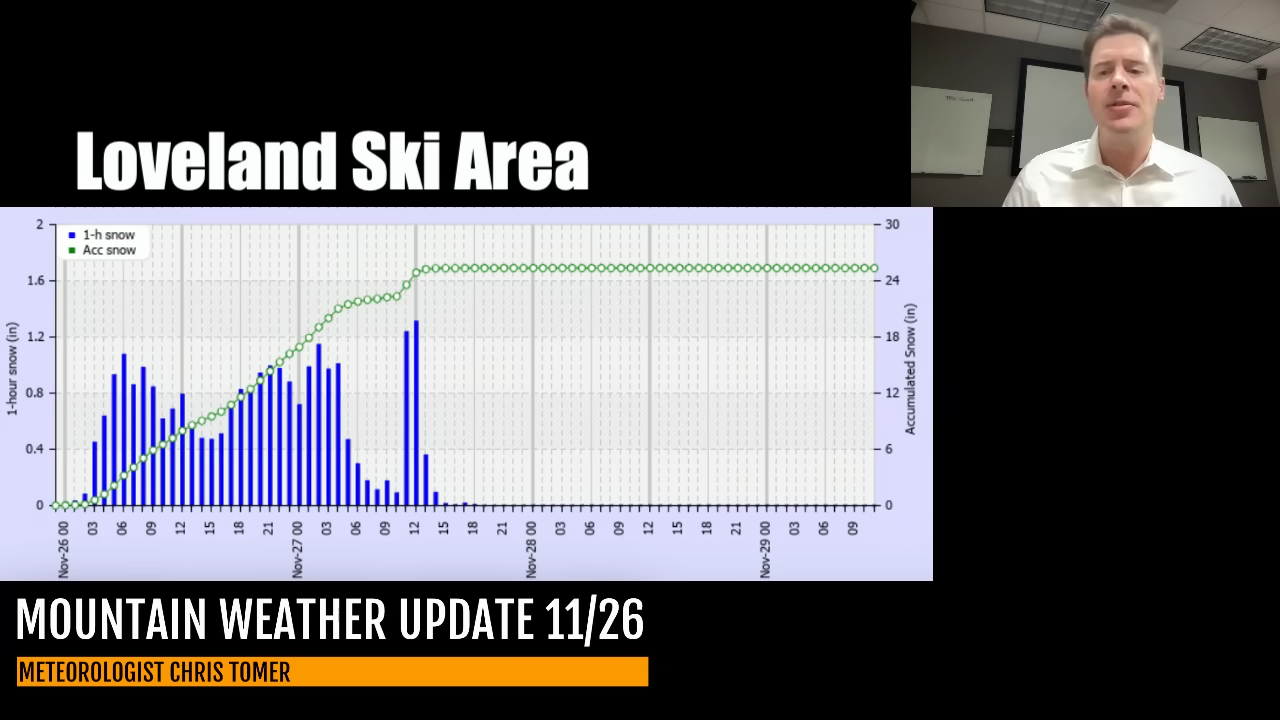 Loveland Ski Area
2
1.6
1.2
0.8
0.4
0
1-hour snow (in)
1-h snow
Acc snow
30
24
18
12
6
0
Accumulated Snow (in)
Nov-26 00 03 06 09 12 15 18 21 Nov-27 00 03 06 09 12 15 18 21 Nov-28 00 03 06 09 12 15 18 21 Nov-29 00 03 06 09
MOUNTAIN WEATHER UPDATE 11/26
METEOROLOGIST CHRIS TOMER